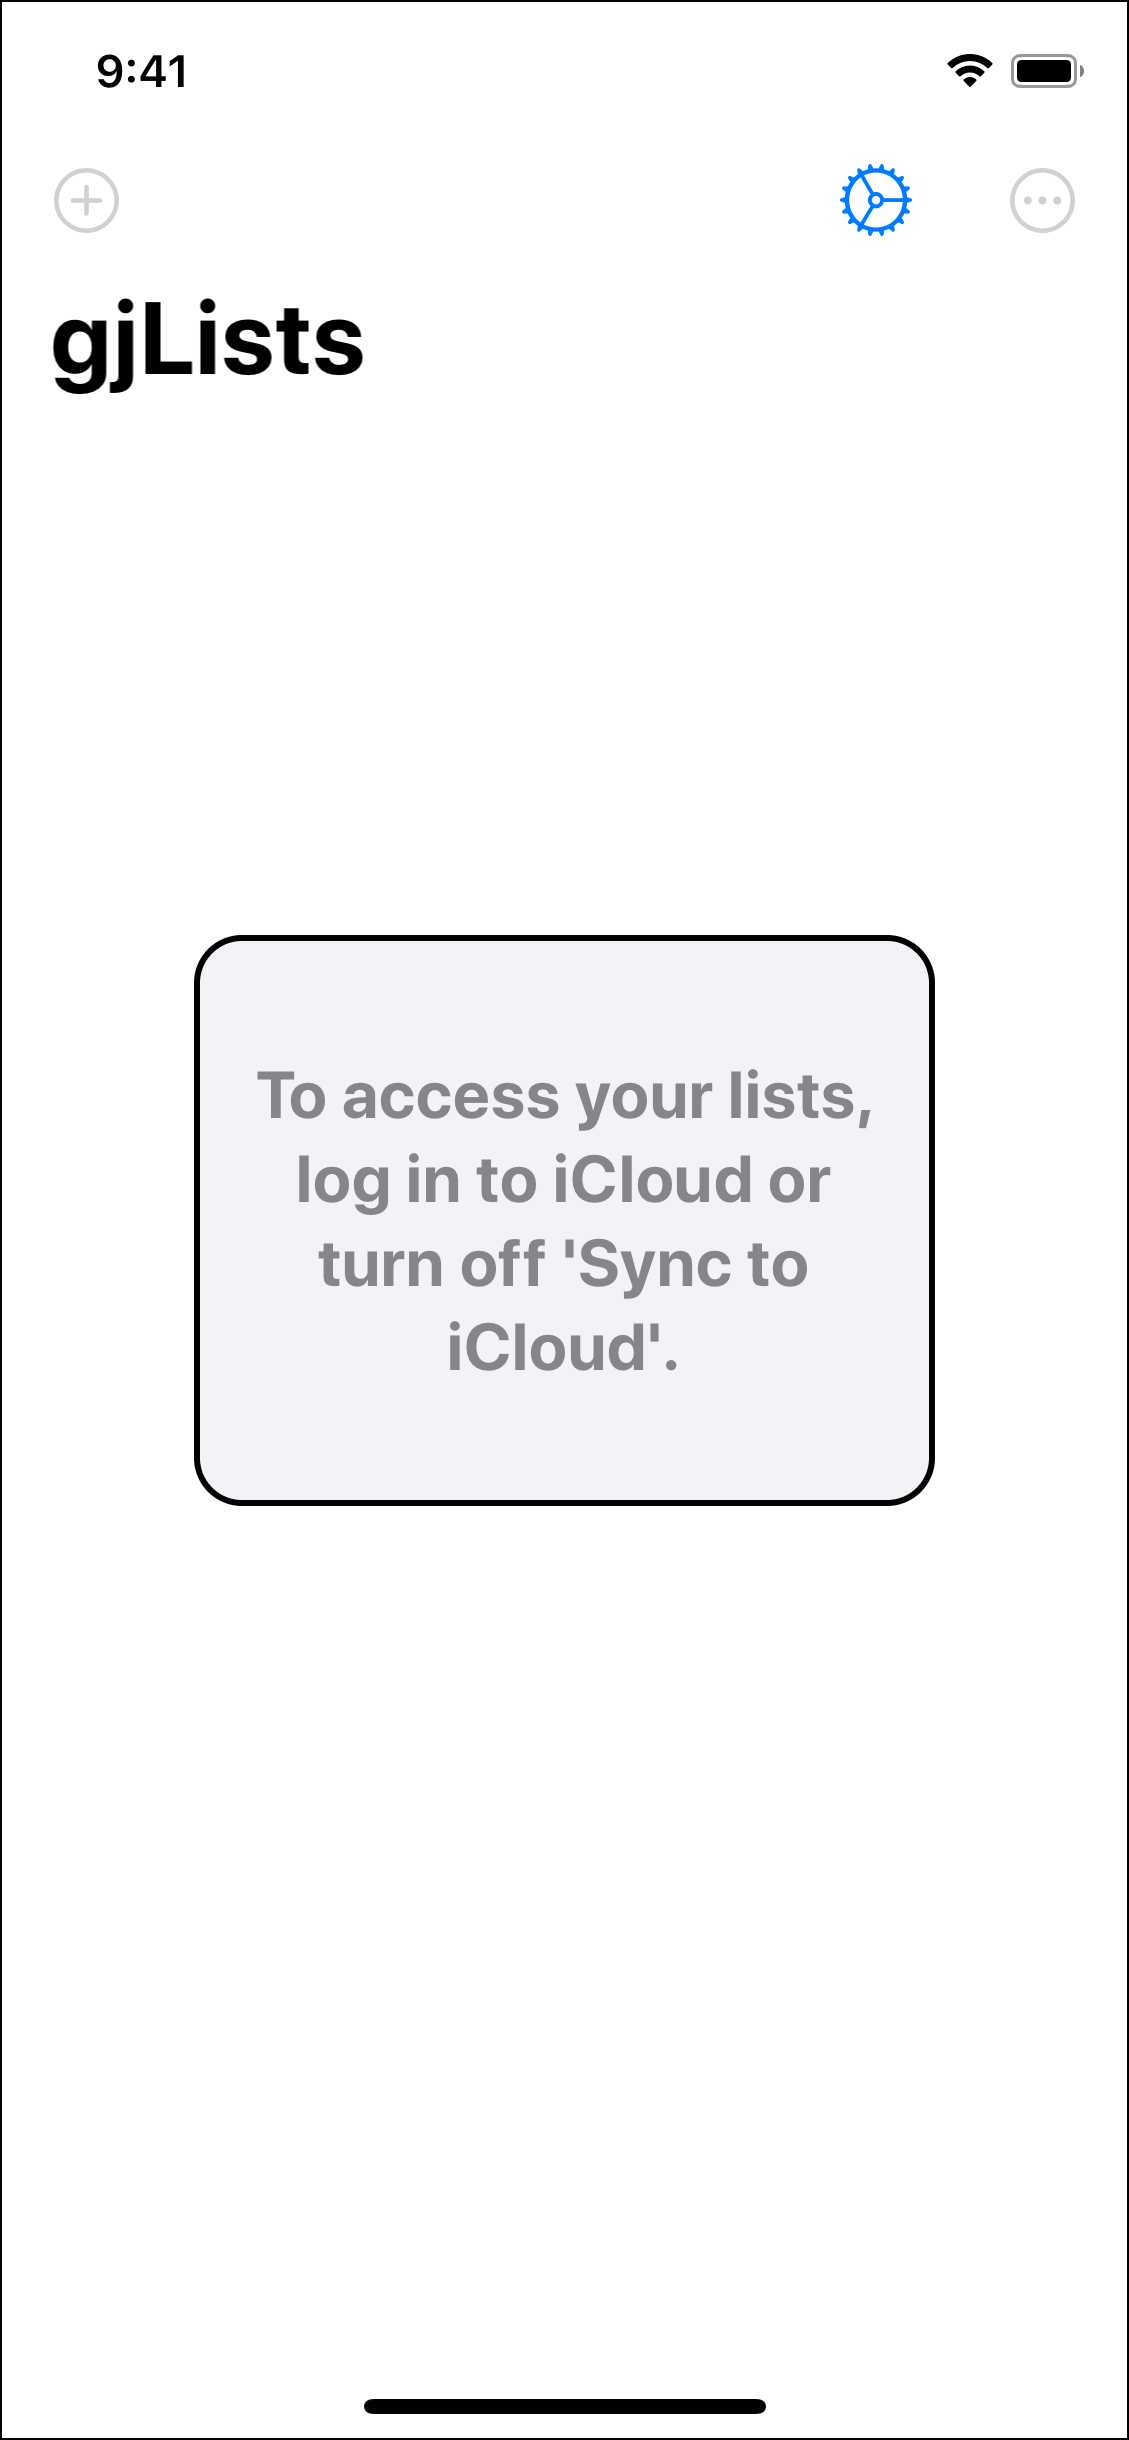 9:41
gjLists
To access your lists,
log in to iCloud or
turn off 'Sync to
iCloud'.